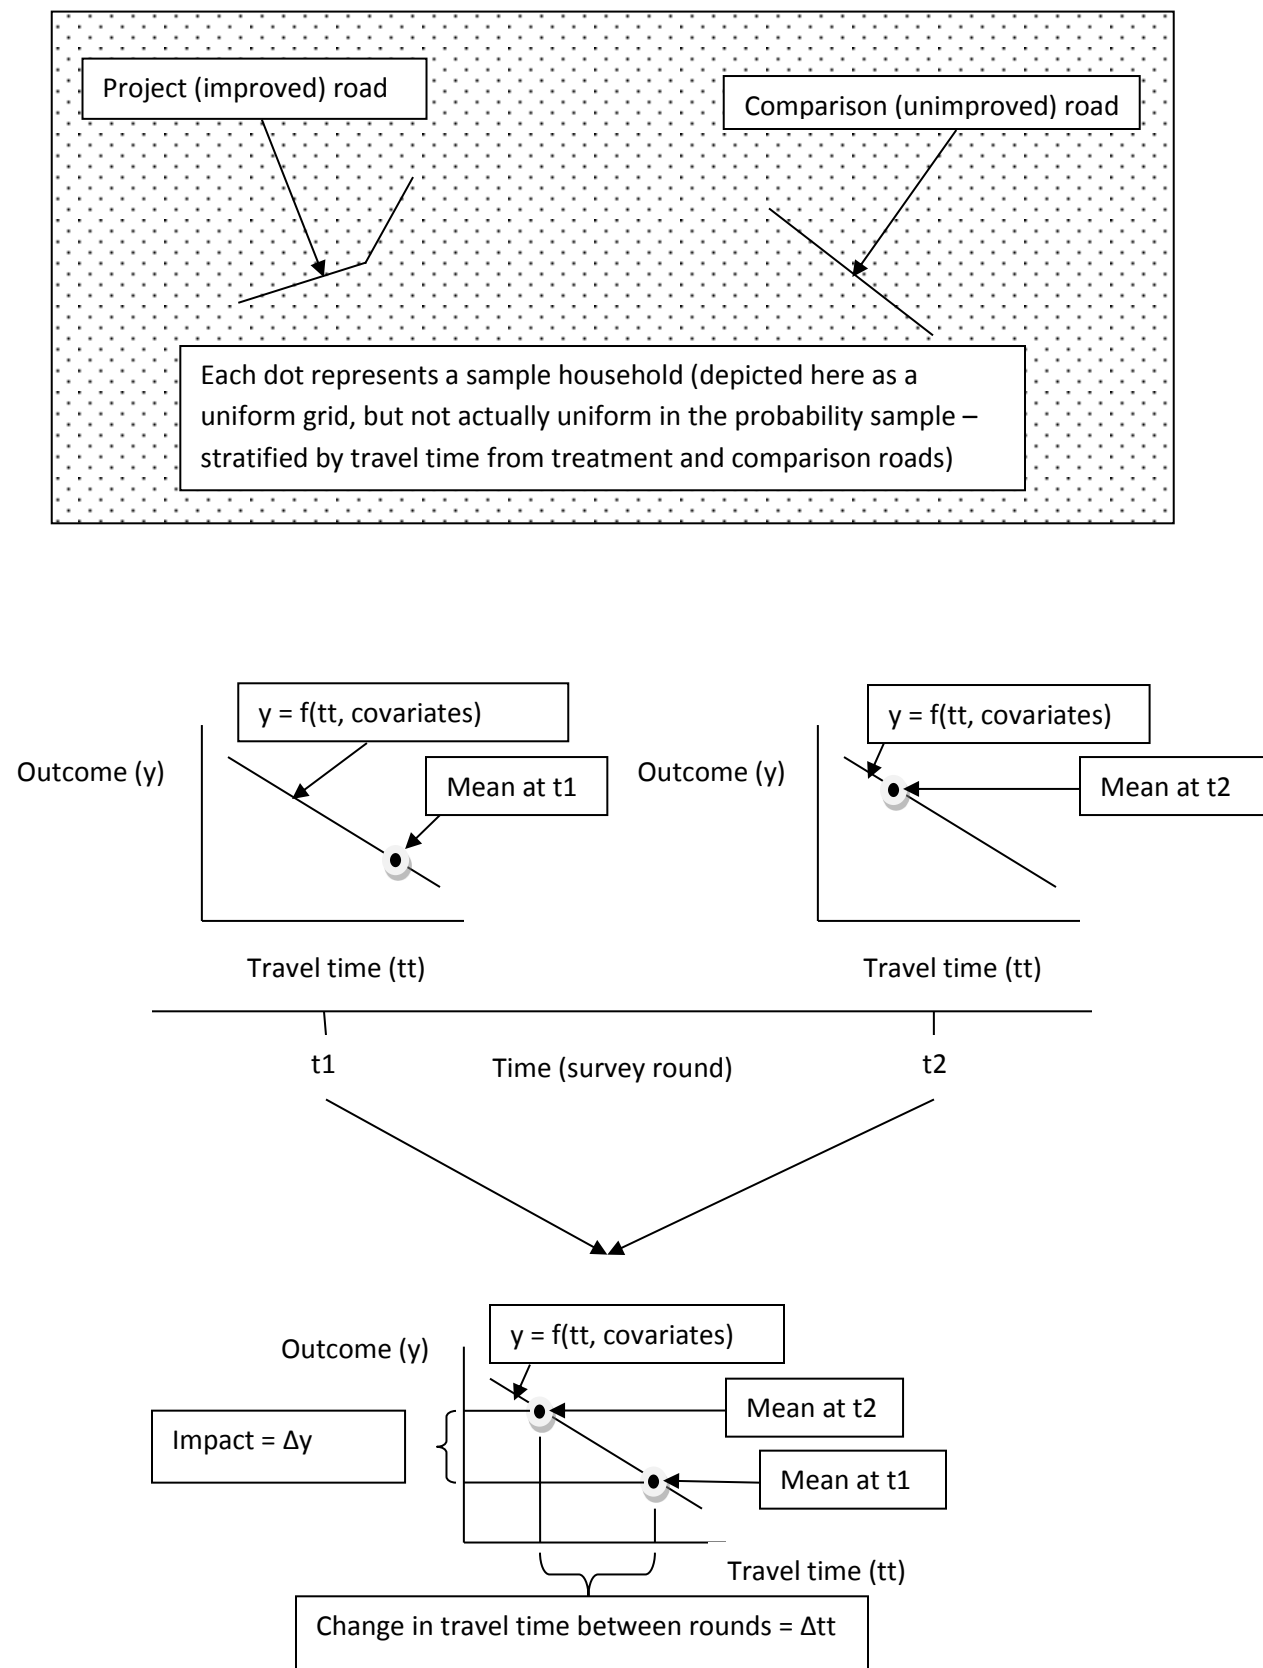 Project (improved) road
Comparison (unimproved) road
Each dot represents a sample household (depicted here as a
uniform grid, but not actually uniform in the probability sample –
stratified by travel time from treatment and comparison roads)
y = f(tt, covariates)
Outcome (y)
Mean at t1
Travel time (tt)
y = f(tt, covariates)
Outcome (y)
Mean at t2
Travel time (tt)
t1
Time (survey round)
t2
Outcome (y)
y = f(tt, covariates)
Mean at t2
Impact = Δy
Mean at t1
Travel time (tt)
Change in travel time between rounds = Δtt